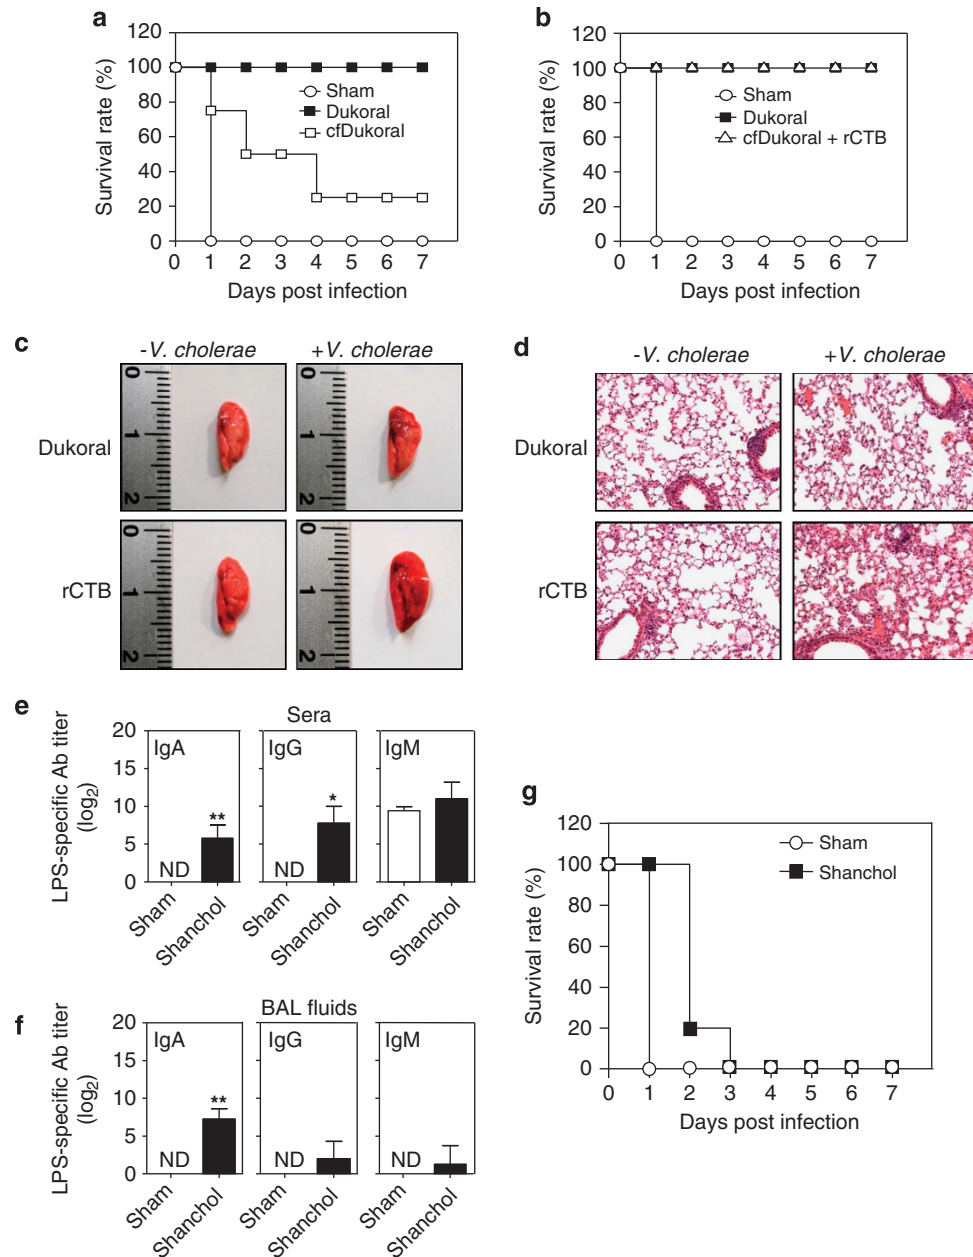 a
120
100
80
60
40
20
0
Survival rate (%)
Sham
Dukoral
cfDukoral
0 1 2 3 4 5 6 7
Days post infection
b
120
100
80
60
40
20
0
Survival rate (%)
Sham
Dukoral
cfDukoral + rCTB
0 1 2 3 4 5 6 7
Days post infection
c
-V. cholerae +V. cholerae
Dukoral
0 1 2
0 1 2
rCTB
0 1 2
0 1 2
d
-V. cholerae +V. cholerae
Dukoral
rCTB
e
Sera
LPS-specific Ab titer
(log2)
20
15
10
5
0
IgA
**
ND
Sham
Shanchol
IgG
*
ND
Sham
Shanchol
IgM
Sham
Shanchol
f
BAL fluids
LPS-specific Ab titer
(log2)
20
15
10
5
0
IgA
**
ND
Sham
Shanchol
IgG
ND
Sham
Shanchol
IgM
ND
Sham
Shanchol
g
120
100
80
60
40
20
0
Survival rate (%)
Sham
Shanchol
0 1 2 3 4 5 6 7
Days post infection